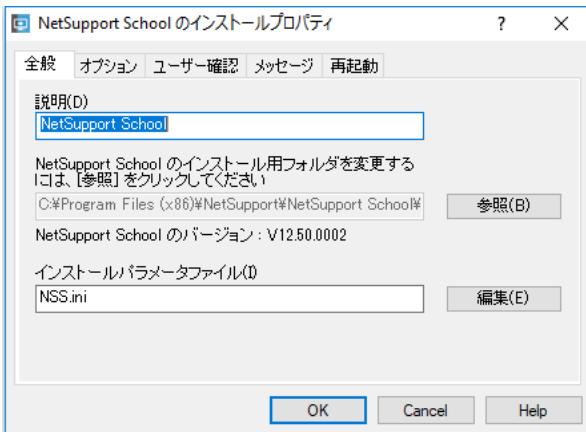 NetSupport School のインストールプロパティ
? ×
全般 オプション ユーザー確認 メッセージ 再起動
説明(D)
NetSupport School
NetSupport School のインストール用フォルダを変更する
には、[参照] をクリックしてください
C:¥Program Files (x86)¥NetSupport¥NetSupport School¥
参照(B)
NetSupport School のバージョン : V12.50.0002
インストールパラメータファイル(I)
NSS.ini
編集(E)
OK Cancel Help